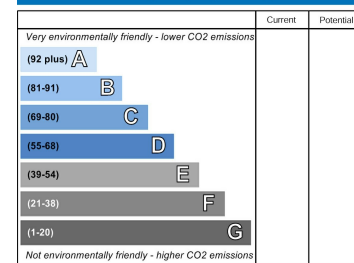 Current Potential
Very environmentally friendly - lower CO2 emissions
(92 plus) A
(81-91) B
(69-80) C
(55-68) D
(39-54) E
(21-38) F
(1-20) G
Not environmentally friendly - higher CO2 emissions